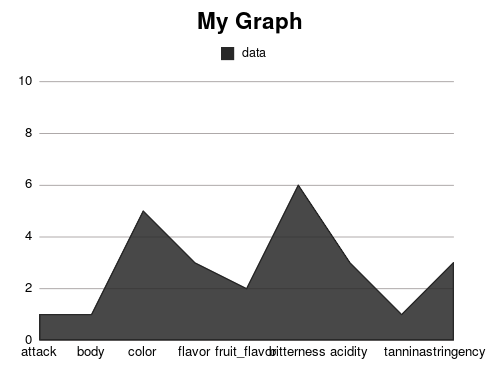 My Graph
data
10
8
6
4
2
0
attack body color flavor fruit_flavor bitterness acidity tannin astringency